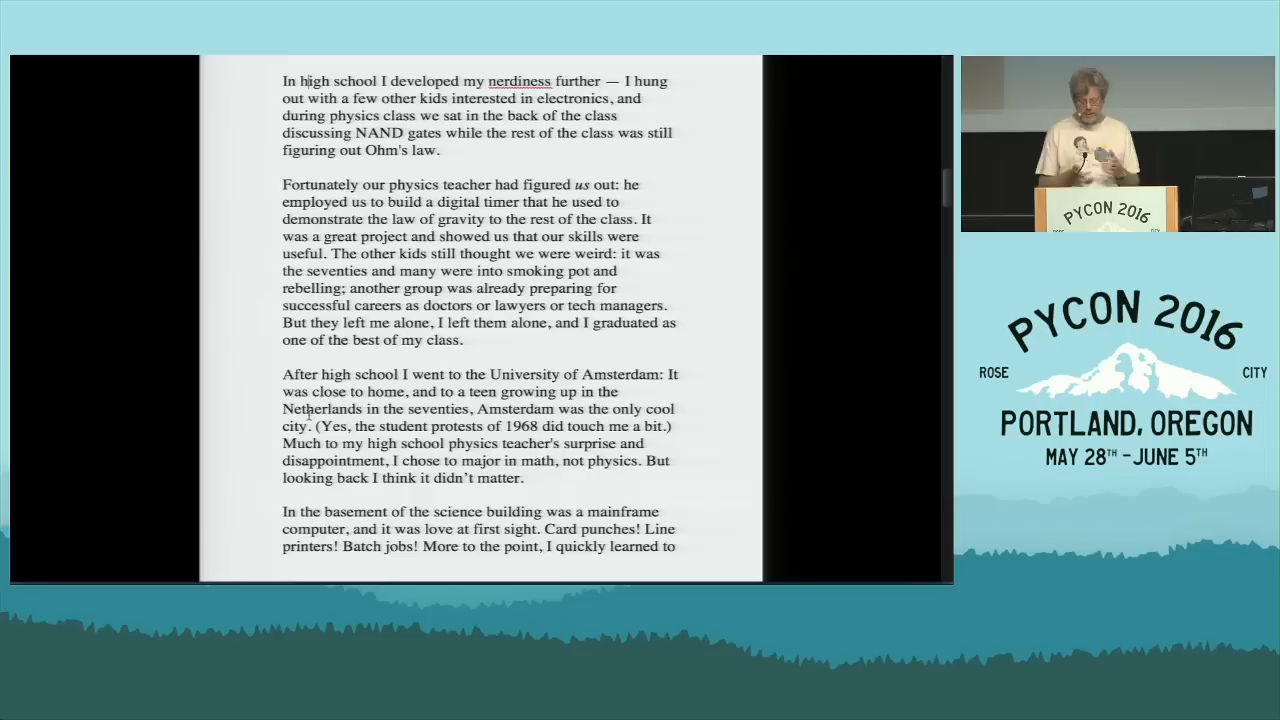 In high school I developed my nerdiness further — I hung
out with a few other kids interested in electronics, and
during physics class we sat in the back of the class
discussing NAND gates while the rest of the class was still
figuring out Ohm's law.
Fortunately our physics teacher had figured us out: he
employed us to build a digital timer that he used to
demonstrate the law of gravity to the rest of the class. It
was a great project and showed us that our skills were
useful. The other kids still thought we were weird: it was
the seventies and many were into smoking pot and
rebelling; another group was already preparing for
successful careers as doctors or lawyers or tech managers.
But they left me alone, I left them alone, and I graduated as
one of the best of my class.
After high school I went to the University of Amsterdam: It
was close to home, and to a teen growing up in the
Netherlands in the seventies, Amsterdam was the only cool
city. (Yes, the student protests of 1968 did touch me a bit.)
Much to my high school physics teacher's surprise and
disappointment, I chose to major in math, not physics. But
looking back I think it didn’t matter.
In the basement of the science building was a mainframe
computer, and it was love at first sight. Card punches! Line
printers! Batch jobs! More to the point, I quickly learned to
PYCON 2016
ROSE CITY
PYCON 2016
ROSE CITY
PORTLAND, OREGON
MAY 28TH - JUNE 5TH